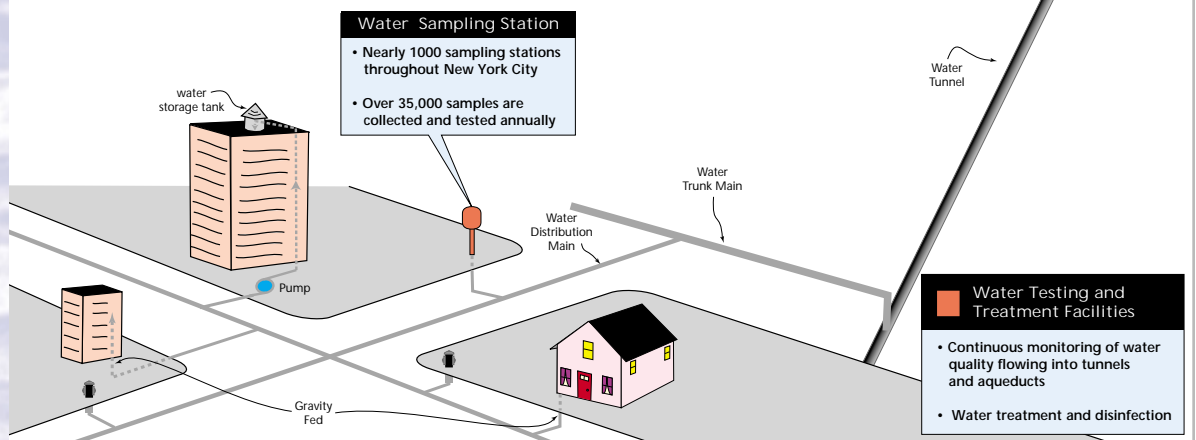 Water Sampling Station
• Nearly 1000 sampling stations
throughout New York City
• Over 35,000 samples are
collected and tested annually
water
storage tank
Water
Tunnel
Water
Trunk Main
Water
Distribution
Main
Pump
Gravity
Fed
Water Testing and
Treatment Facilities
• Continuous monitoring of water
quality flowing into tunnels
and aqueducts
• Water treatment and disinfection